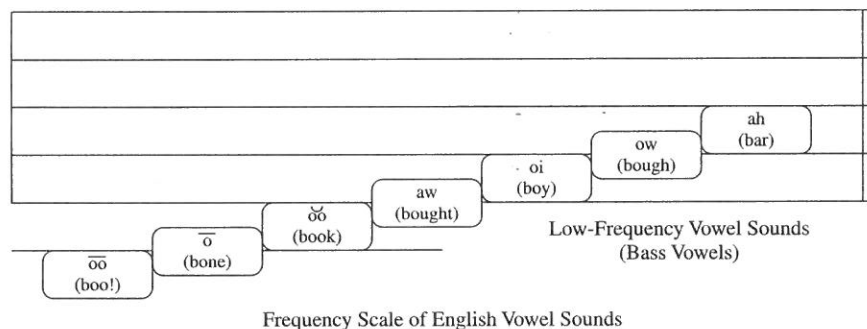 ah
(bar)
ow
(bough)
oi
(boy)
aw
(bought)
o͝o
(book)
ō
(bone)
o͞o
(boo!)
Low-Frequency Vowel Sounds
(Bass Vowels)
Frequency Scale of English Vowel Sounds